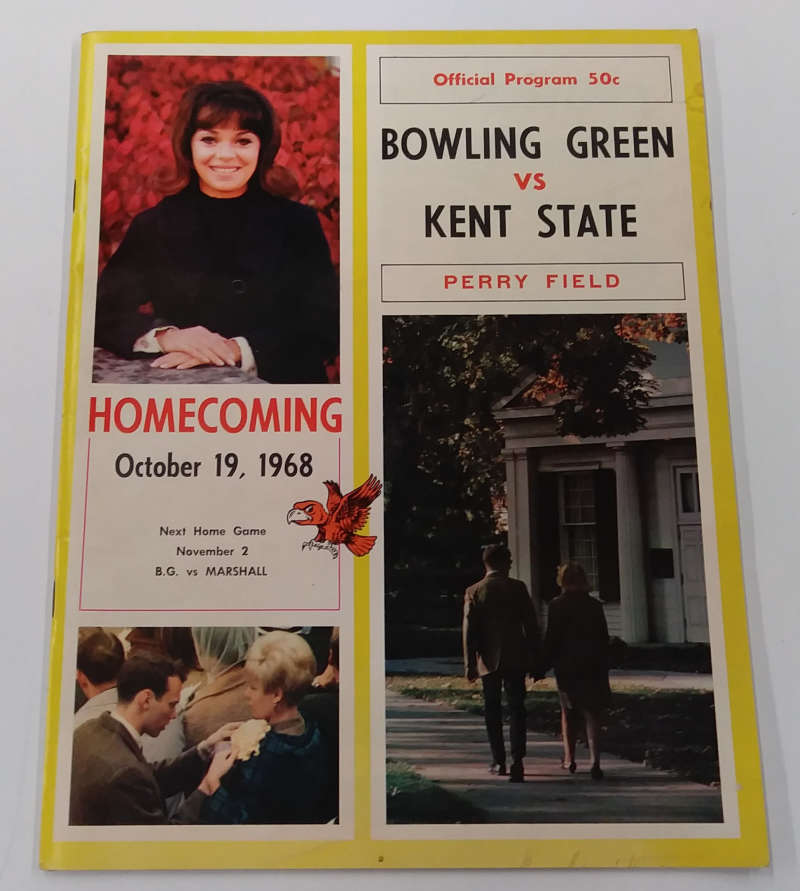 Official Program 50c
BOWLING GREEN
VS
KENT STATE
PERRY FIELD
HOMECOMING
October 19, 1968
Next Home Game
November 2
B.G. vs MARSHALL